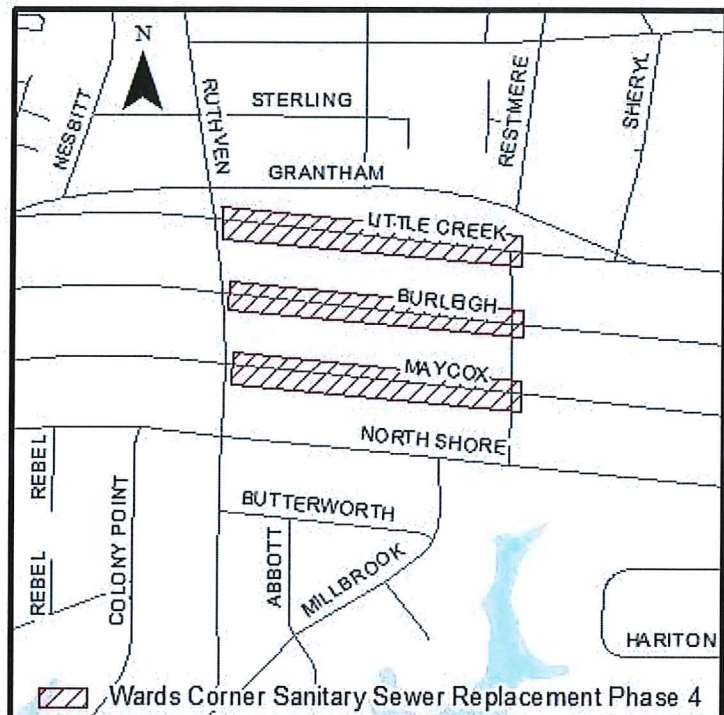 N
NESBITT
RUTHVEN
STERLING
RESTMERE
SHERYL
GRANTHAM
LITTLE CREEK
BURLEIGH
MAYCOX
NORTH SHORE
REBEL
COLONY POINT
BUTTERWORTH
REBEL
ABBOTT
MILLBROOK
HARITON
Wards Corner Sanitary Sewer Replacement Phase 4